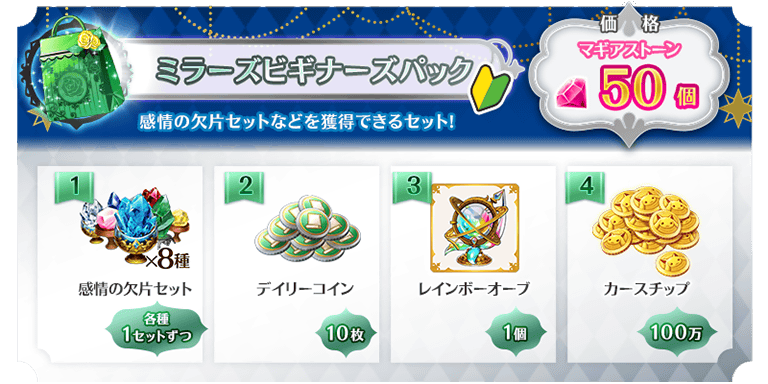 ミラーズビギナーズパック
感情の欠片セットなどを獲得できるセット!
価格
マギアストーン
50個
1
×8種
感情の欠片セット
各種
1セットずつ
2
デイリーコイン
10枚
3
レインボーオーブ
1個
4
カースチップ
100万